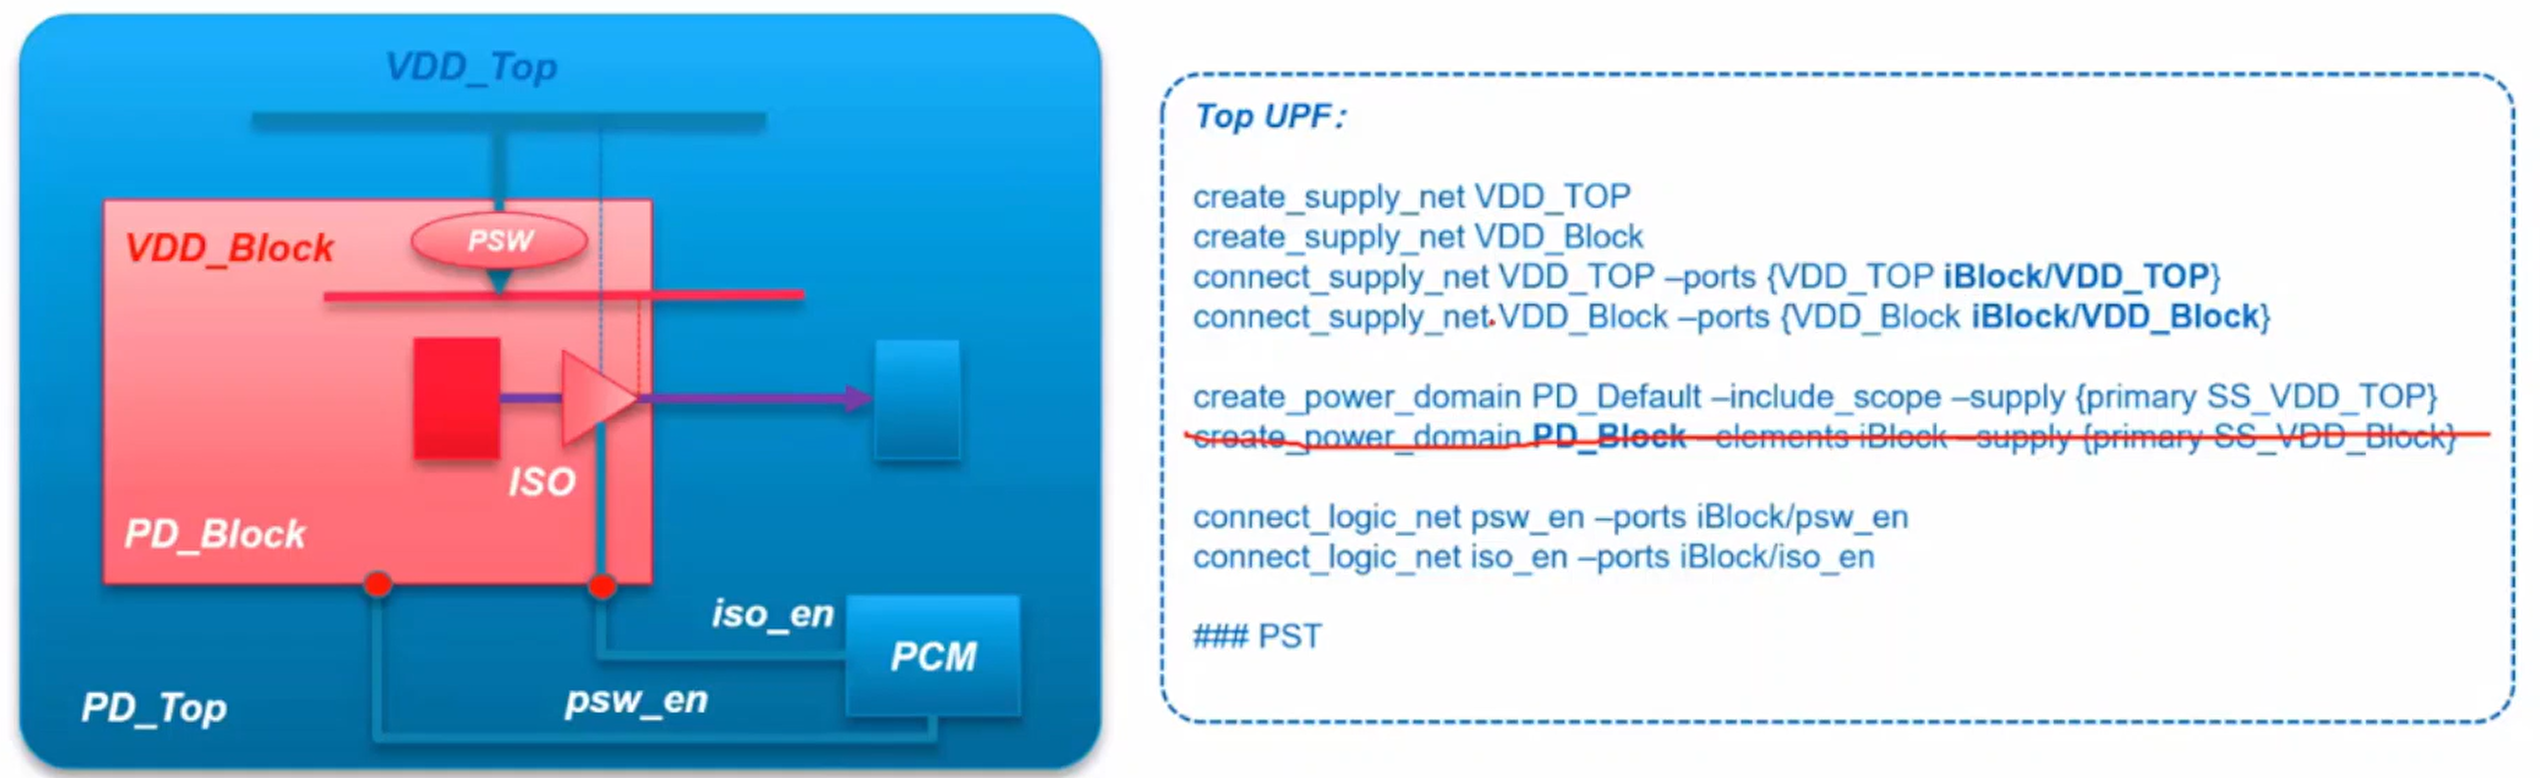 VDD_Top
VDD_Block
PSW
ISO
PD_Block
iso_en
PCM
psw_en
PD_Top
Top UPF:
create_supply_net VDD_TOP
create_supply_net VDD_Block
connect_supply_net VDD_TOP –ports {VDD_TOP iBlock/VDD_TOP}
connect_supply_net VDD_Block –ports {VDD_Block iBlock/VDD_Block}
create_power_domain PD_Default –include_scope –supply {primary SS_VDD_TOP}
create_power_domain PD_Block –elements iBlock –supply {primary SS_VDD_Block}
connect_logic_net psw_en –ports iBlock/psw_en
connect_logic_net iso_en –ports iBlock/iso_en
### PST